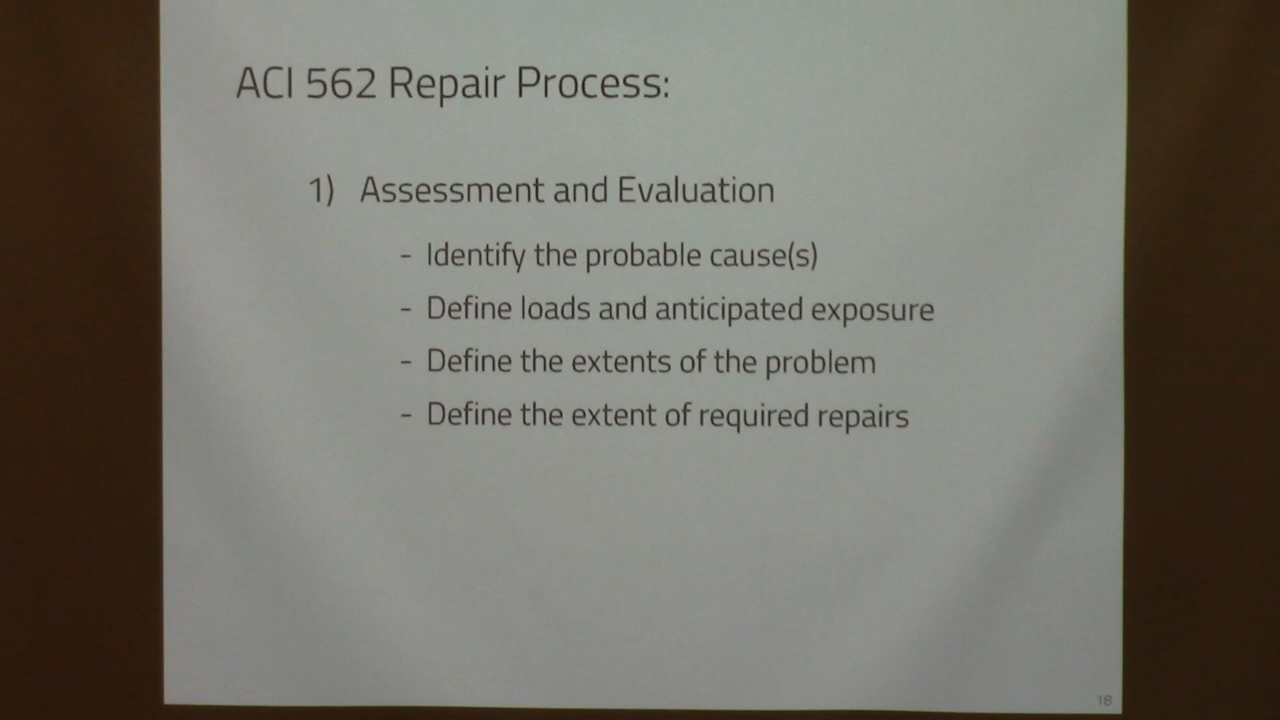 ACI 562 Repair Process:
1) Assessment and Evaluation
- Identify the probable cause(s)
- Define loads and anticipated exposure
- Define the extents of the problem
- Define the extent of required repairs
18